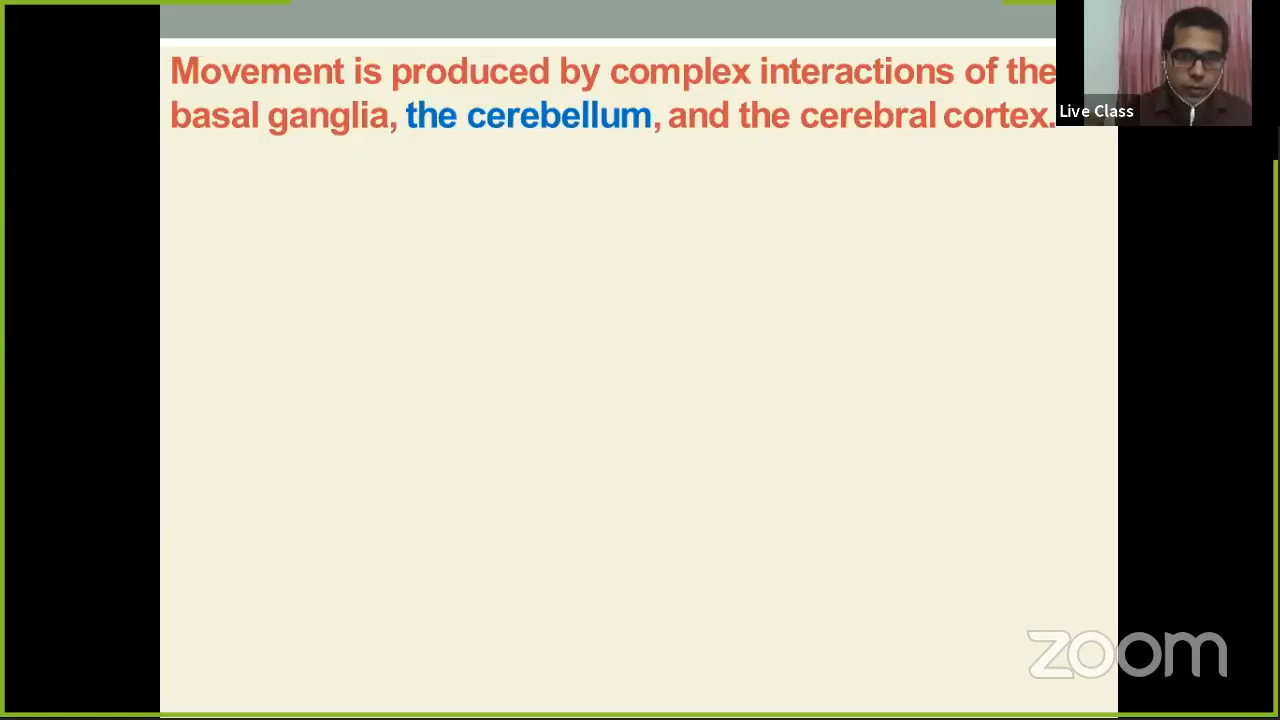 Movement is produced by complex interactions of the
basal ganglia, the cerebellum, and the cerebral cortex.
Live Class
zoom